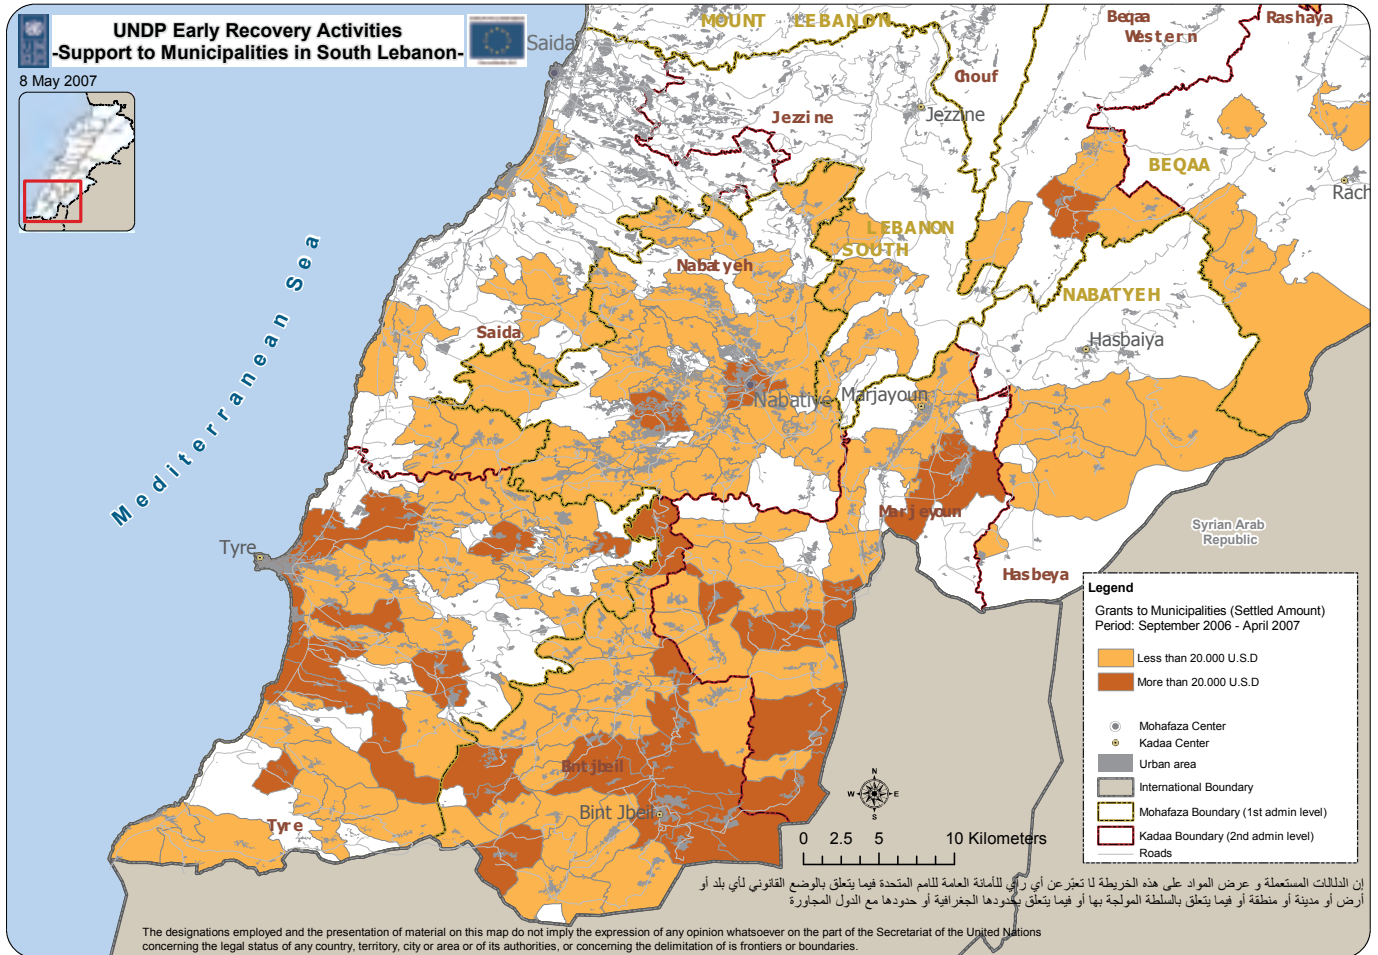 UNDP Early Recovery Activities
-Support to Municipalities in South Lebanon-
8 May 2007
MOUNT LEBANON
Beqaa
Western
Rashaya
Saida
Chouf
Jezzine
Jezzine
BEQAA
Rach
LEBANON
SOUTH
Nabatyeh
NABATYEH
Mediterranean Sea
Saida
Hasbaiya
Nabatiye
Marjayoun
Marjeyoun
Syrian Arab
Republic
Tyre
Hasbeya
Bntjbeil
Bint Jbeil
Tyre
Legend
Grants to Municipalities (Settled Amount)
Period: September 2006 - April 2007
Less than 20.000 U.S.D
More than 20.000 U.S.D
Mohafaza Center
Kadaa Center
Urban area
International Boundary
Mohafaza Boundary (1st admin level)
Kadaa Boundary (2nd admin level)
Roads
N
W E
S
0 2.5 5 10 Kilometers
إن الدلالات المستعملة و عرض المواد على هذه الخريطة لا تعبّرعن أي رأي للأمانة العامة للامم المتحدة فيما يتعلق بالوضع القانوني لأي بلد أو
أرض أو مدينة أو منطقة أو فيما يتعلق بالسلطة المولجة بها أو فيما يتعلق بحدودها الجغرافية أو حدودها مع الدول المجاورة
The designations employed and the presentation of material on this map do not imply the expression of any opinion whatsoever on the part of the Secretariat of the United Nations
concerning the legal status of any country, territory, city or area or of its authorities, or concerning the delimitation of is frontiers or boundaries.